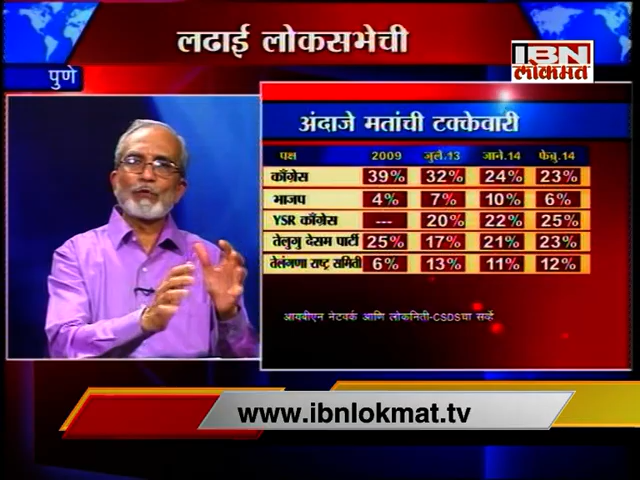 लढाई लोकसभेची
IBN
लोकमत
पुणे
अंदाजे मतांची टक्केवारी
पक्ष 2009 जुलै.13 जाने.14 फेब्रु.14
काँग्रेस 39% 32% 24% 23%
भाजप 4% 7% 10% 6%
YSR काँग्रेस --- 20% 22% 25%
तेलुगु देसम पार्टी 25% 17% 21% 23%
तेलंगणा राष्ट्र समिती 6% 13% 11% 12%
आयबीएन नेटवर्क आणि लोकनिती-CSDSचा सर्व्हे
www.ibnlokmat.tv